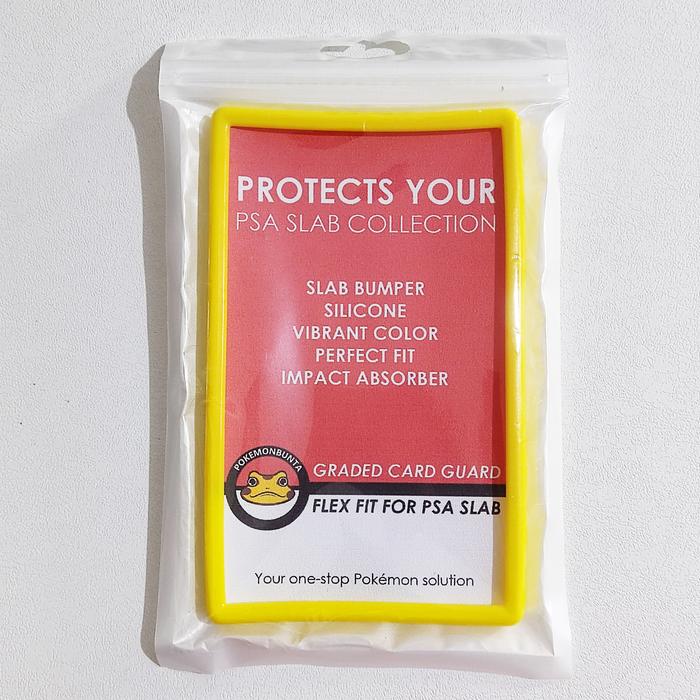 PROTECTS YOUR
PSA SLAB COLLECTION
SLAB BUMPER
SILICONE
VIBRANT COLOR
PERFECT FIT
IMPACT ABSORBER
POKEMONBUNTA
GRADED CARD GUARD
FLEX FIT FOR PSA SLAB
Your one-stop Pokémon solution